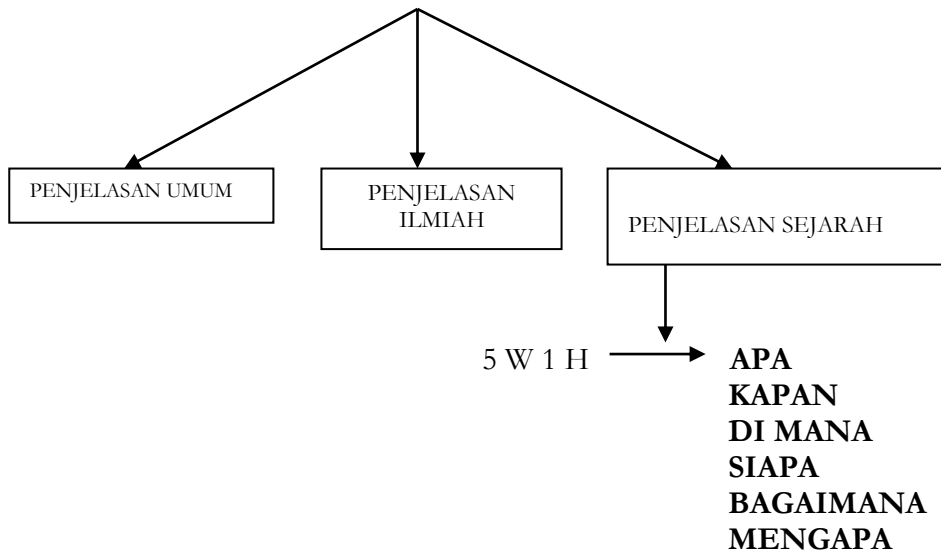 PENJELASAN UMUM
PENJELASAN
ILMIAH
PENJELASAN SEJARAH
5 W 1 H
APA
KAPAN
DI MANA
SIAPA
BAGAIMANA
MENGAPA